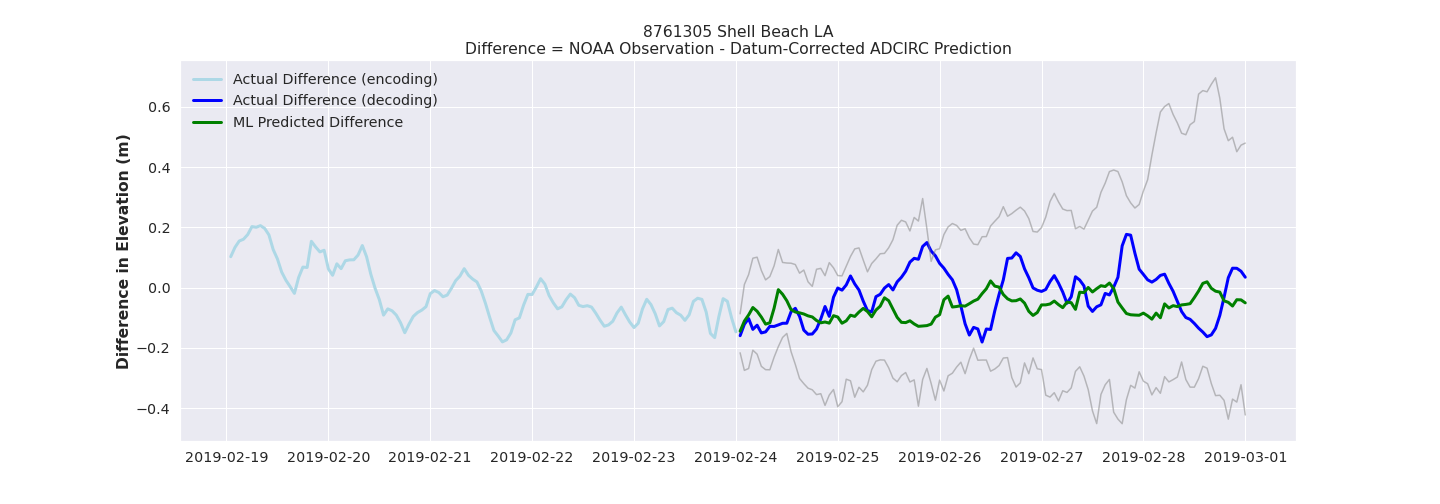 8761305 Shell Beach LA
Difference = NOAA Observation - Datum-Corrected ADCIRC Prediction
Actual Difference (encoding)
Actual Difference (decoding)
ML Predicted Difference
Difference in Elevation (m)
0.6
0.4
0.2
0.0
−0.2
−0.4
2019-02-19 2019-02-20 2019-02-21 2019-02-22 2019-02-23 2019-02-24 2019-02-25 2019-02-26 2019-02-27 2019-02-28 2019-03-01